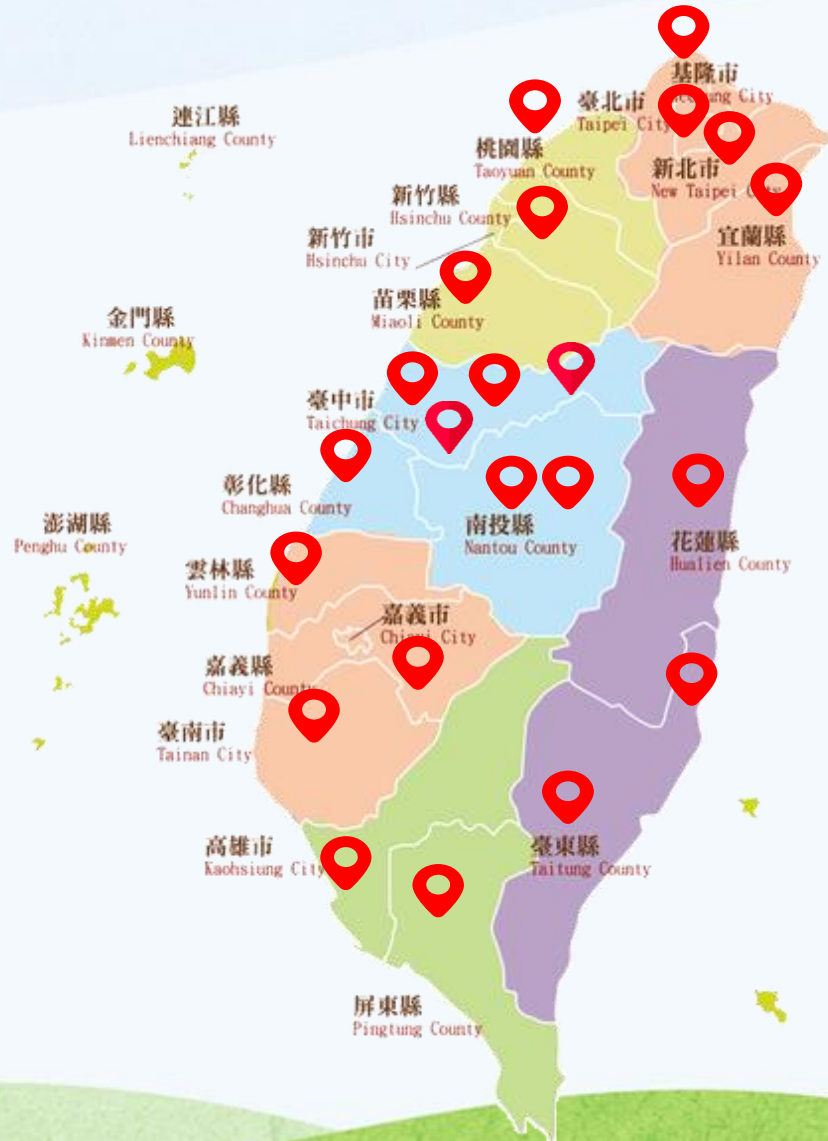 基隆市
臺北市
Taipei City
連江縣
Lienchiang County
桃園縣
Taoyuan County
新北市
New Taipei City
新竹縣
Hsinchu County
新竹市
Hsinchu City
宜蘭縣
Yilan County
苗栗縣
Miaoli County
金門縣
Kinmen County
臺中市
Taichung City
彰化縣
Changhua County
澎湖縣
Penghu County
南投縣
Nantou County
花蓮縣
Hualien County
雲林縣
Yunlin County
嘉義市
Chiayi City
嘉義縣
Chiayi County
臺南市
Tainan City
高雄市
Kaohsiung City
臺東縣
Taitung County
屏東縣
Pingtung County